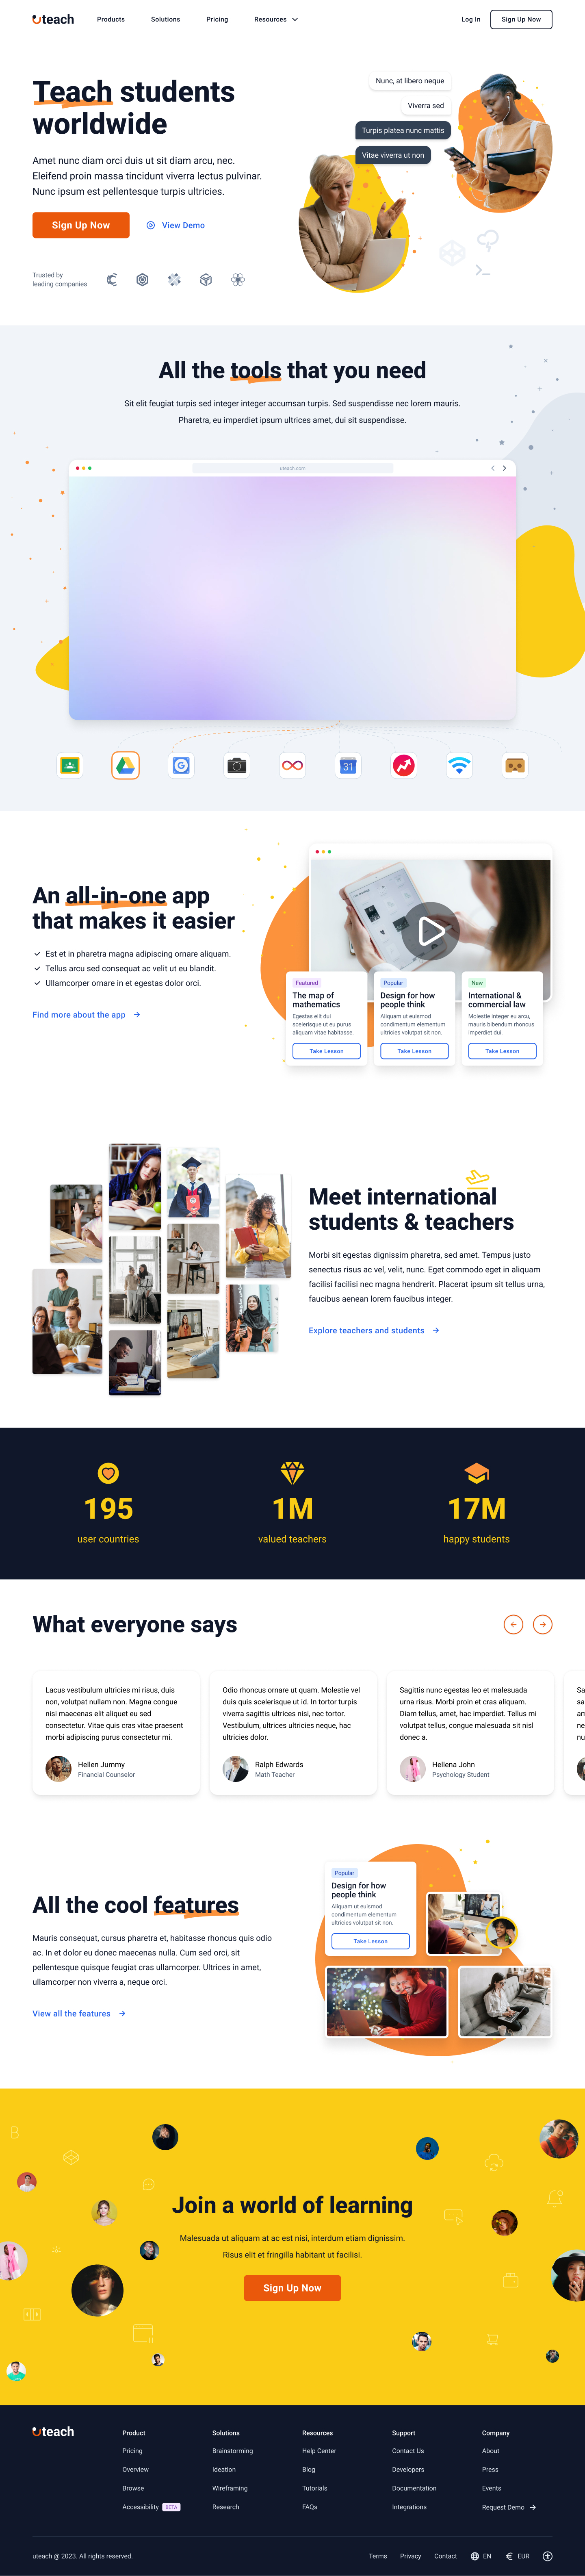 uteach
Products
Solutions
Pricing
Resources
Log In
Sign Up Now
Teach students
worldwide
Amet nunc diam orci duis ut sit diam arcu, nec.
Eleifend proin massa tincidunt viverra lectus pulvinar.
Nunc ipsum est pellentesque turpis ultricies.
Sign Up Now
View Demo
Trusted by
leading companies
Nunc, at libero neque
Viverra sed
Turpis platea nunc mattis
Vitae viverra ut non
All the tools that you need
Sit elit feugiat turpis sed integer integer accumsan turpis. Sed suspendisse nec lorem mauris.
Pharetra, eu imperdiet ipsum ultrices amet, dui sit suspendisse.
uteach.com
31
An all-in-one app
that makes it easier
Est et in pharetra magna adipiscing ornare aliquam.
Tellus arcu sed consequat ac velit ut eu blandit.
Ullamcorper ornare in et egestas dolor orci.
Find more about the app
Featured
The map of
mathematics
Egestas elit dui
scelerisque ut eu purus
aliquam vitae habitasse.
Take Lesson
Popular
Design for how
people think
Aliquam ut euismod
condimentum elementum
ultricies volutpat sit non.
Take Lesson
New
International &
commercial law
Molestie integer eu arcu,
mauris bibendum rhoncus
imperdiet dui.
Take Lesson
Meet international
students & teachers
Morbi sit egestas dignissim pharetra, sed amet. Tempus justo
senectus risus ac vel, velit, nunc. Eget commodo eget in aliquam
facilisi facilisi nec magna hendrerit. Placerat ipsum sit tellus urna,
faucibus aenean lorem faucibus integer.
Explore teachers and students
195
user countries
1M
valued teachers
17M
happy students
What everyone says
Lacus vestibulum ultricies mi risus, duis
non, volutpat nullam non. Magna congue
nisi maecenas elit aliquet eu sed
consectetur. Vitae quis cras vitae praesent
morbi adipiscing purus consectetur mi.
Hellen Jummy
Financial Counselor
Odio rhoncus ornare ut quam. Molestie vel
duis quis scelerisque ut id. In tortor turpis
viverra sagittis ultrices nisi, nec tortor.
Vestibulum, ultrices ultricies neque, hac
ultricies dolor.
Ralph Edwards
Math Teacher
Sagittis nunc egestas leo et malesuada
urna risus. Morbi proin et cras aliquam.
Diam tellus, amet, hac imperdiet. Tellus mi
volutpat tellus, congue malesuada sit nisl
donec a.
Hellena John
Psychology Student
All the cool features
Mauris consequat, cursus pharetra et, habitasse rhoncus quis odio
ac. In et dolor eu donec maecenas nulla. Cum sed orci, sit
pellentesque quisque feugiat cras ullamcorper. Ultrices in amet,
ullamcorper non viverra a, neque orci.
View all the features
Popular
Design for how
people think
Aliquam ut euismod
condimentum elementum
ultricies volutpat sit non.
Take Lesson
Join a world of learning
Malesuada ut aliquam at ac est nisi, interdum etiam dignissim.
Risus elit et fringilla habitant ut facilisi.
Sign Up Now
uteach
Product
Pricing
Overview
Browse
Accessibility BETA
Solutions
Brainstorming
Ideation
Wireframing
Research
Resources
Help Center
Blog
Tutorials
FAQs
Support
Contact Us
Developers
Documentation
Integrations
Company
About
Press
Events
Request Demo
uteach @ 2023. All rights reserved.
Terms
Privacy
Contact
EN
EUR